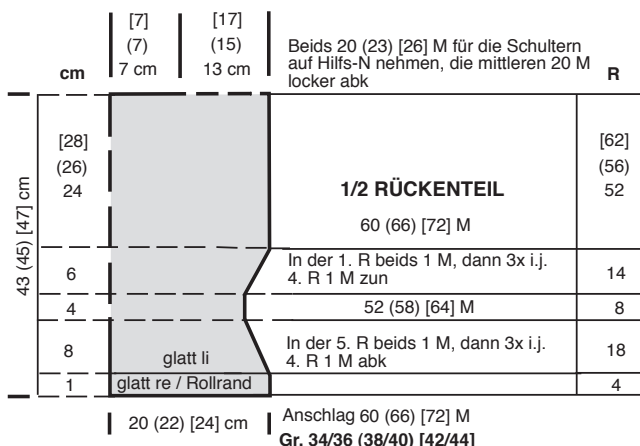 [7] [17]
(7) (15)
7 cm 13 cm
Beids 20 (23) [26] M für die Schultern
auf Hilfs-N nehmen, die mittleren 20 M
locker abk
cm
R
43 (45) [47] cm
[28]
(26)
24
1/2 RÜCKENTEIL
60 (66) [72] M
[62]
(56)
52
6
In der 1. R beids 1 M, dann 3x i.j.
4. R 1 M zun
14
4
52 (58) [64] M
8
8
glatt li
In der 5. R beids 1 M, dann 3x i.j.
4. R 1 M abk
18
1
glatt re / Rollrand
4
20 (22) [24] cm
Anschlag 60 (66) [72] M
Gr. 34/36 (38/40) [42/44]